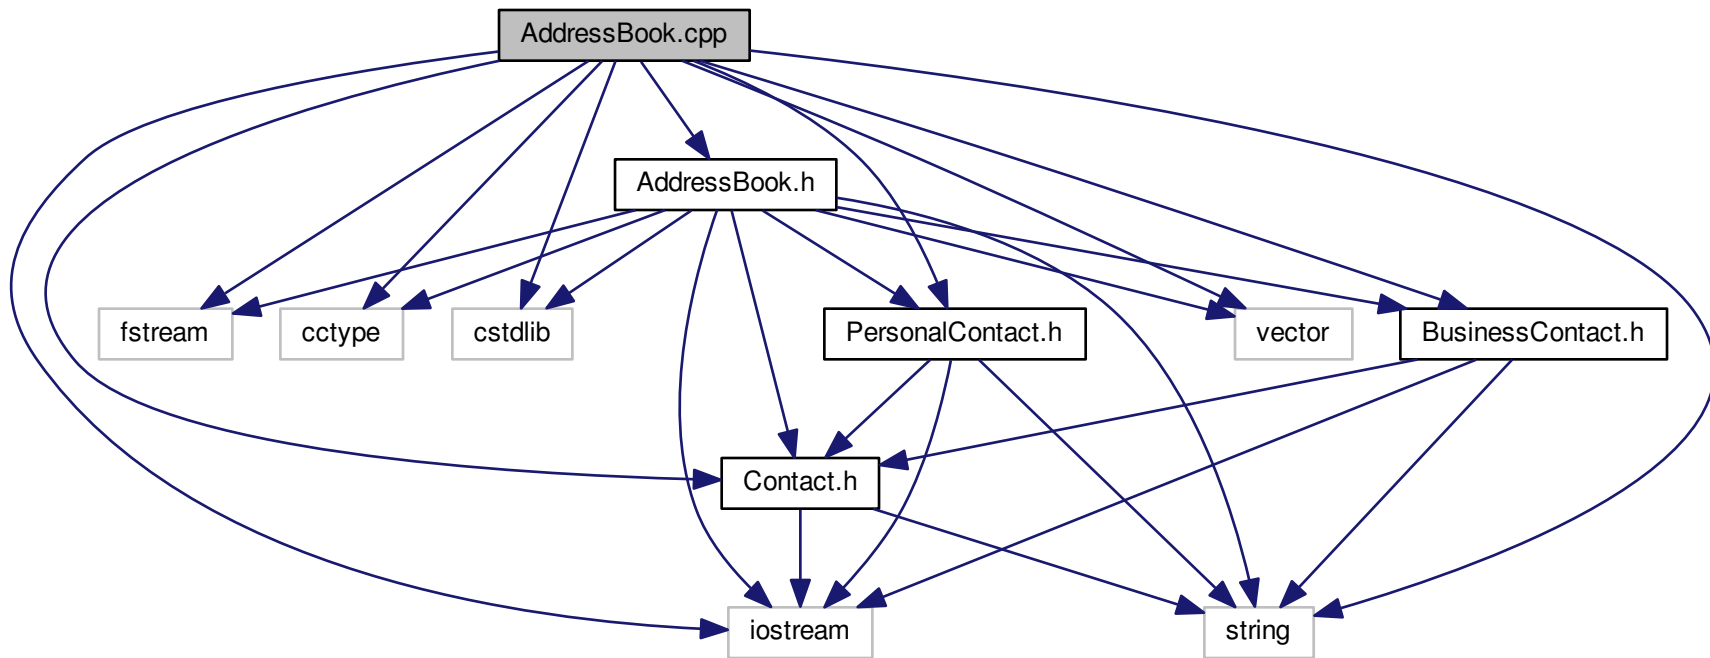 AddressBook.cpp
AddressBook.h
fstream
cctype
cstdlib
PersonalContact.h
vector
BusinessContact.h
Contact.h
iostream
string